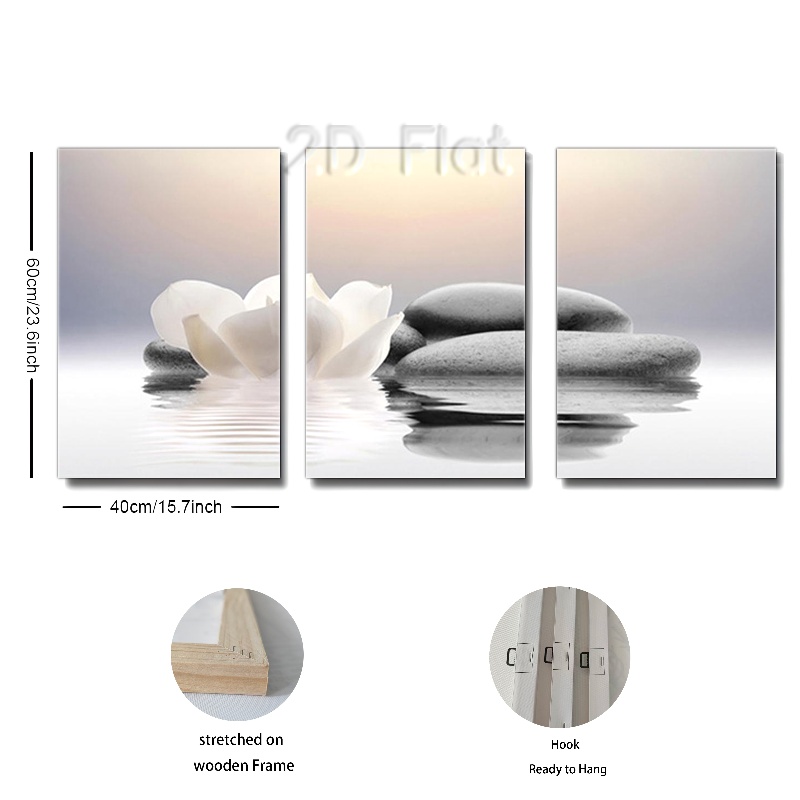 2D Flat
60cm/23.6inch
40cm/15.7inch
stretched on
wooden Frame
Hook
Ready to Hang